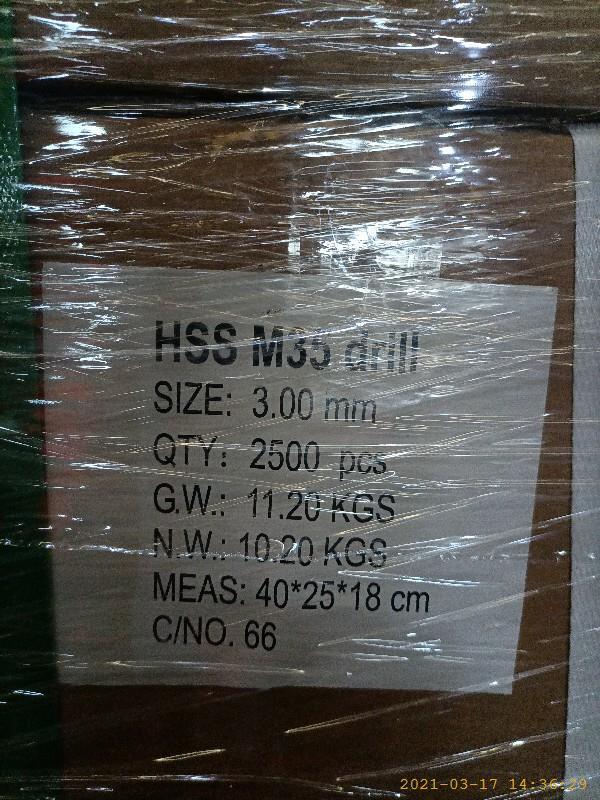 HSS M35 drill
SIZE: 3.00 mm
QTY: 2500 pcs
G.W.: 11.20 KGS
N.W.: 10.20 KGS
MEAS: 40*25*18 cm
C/NO. 66
2021-03-17 14:36:29